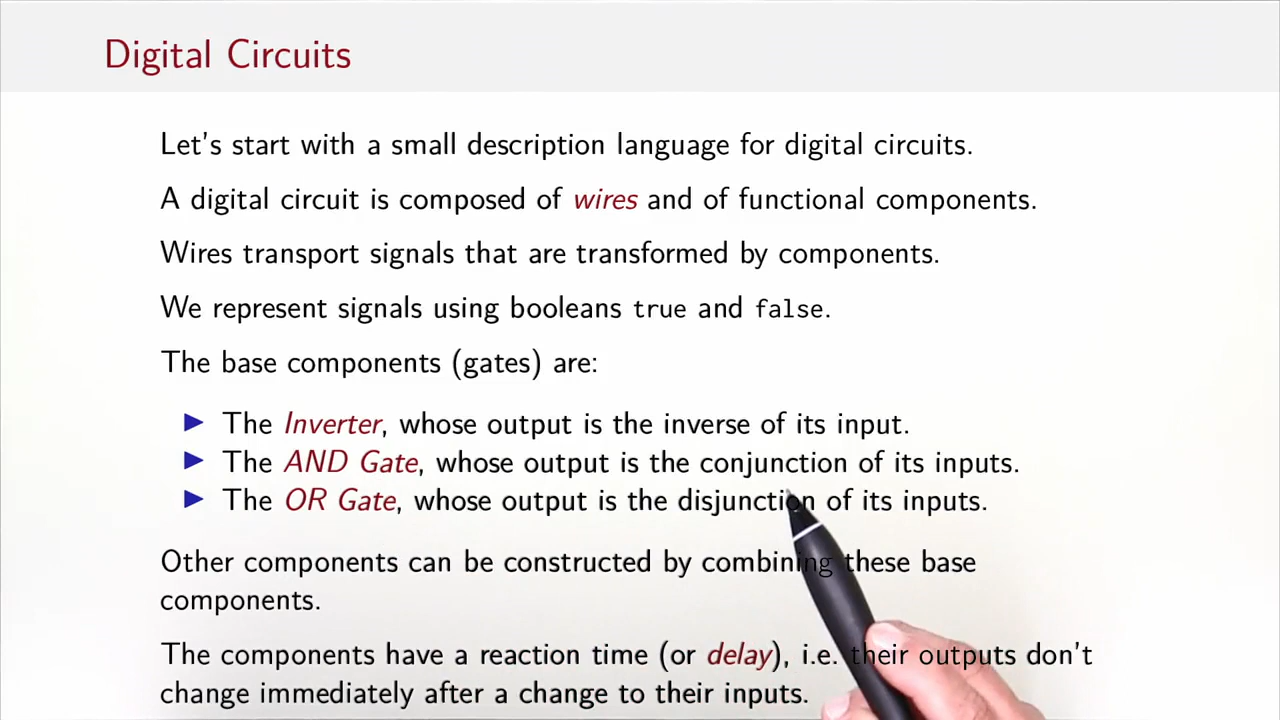 Digital Circuits
Let's start with a small description language for digital circuits.
A digital circuit is composed of wires and of functional components.
Wires transport signals that are transformed by components.
We represent signals using booleans true and false.
The base components (gates) are:
The Inverter, whose output is the inverse of its input.
The AND Gate, whose output is the conjunction of its inputs.
The OR Gate, whose output is the disjunction of its inputs.
Other components can be constructed by combining these base
components.
The components have a reaction time (or delay), i.e. their outputs don't
change immediately after a change to their inputs.